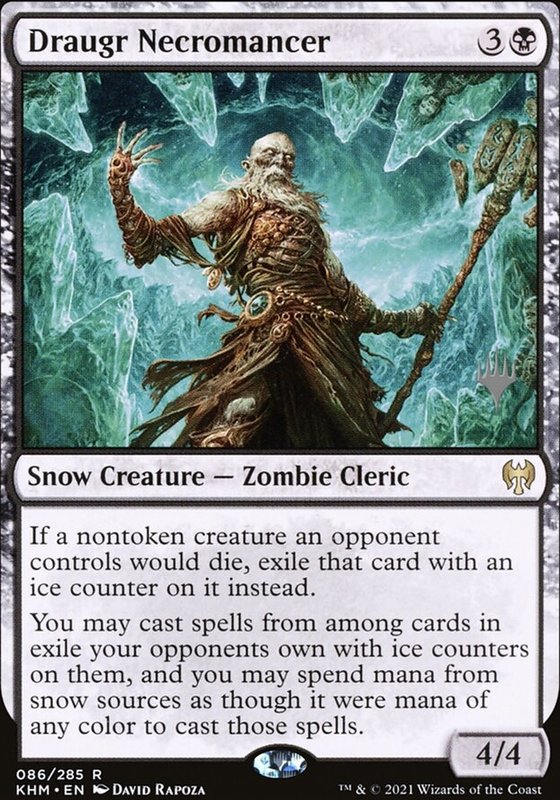 Draugr Necromancer 3
Snow Creature — Zombie Cleric
If a nontoken creature an opponent
controls would die, exile that card with an
ice counter on it instead.
You may cast spells from among cards in
exile your opponents own with ice counters
on them, and you may spend mana from
snow sources as though it were mana of
any color to cast those spells.
4/4
086/285 R
KHM • EN DAVID RAPOZA
™ & © 2021 Wizards of the Coast